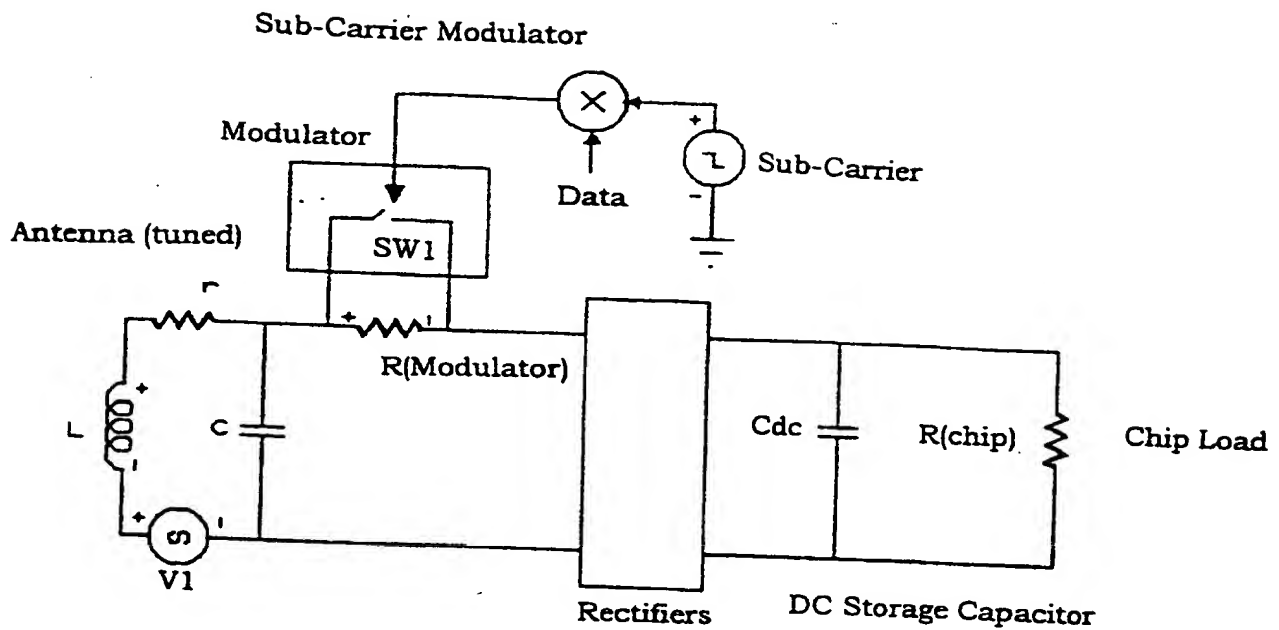 Sub-Carrier Modulator
Modulator
+
Sub-Carrier
-
Data
Antenna (tuned)
SW1
r
+ -
R(Modulator)
+
L
-
C
Cdc
R(chip)
Chip Load
+ -
S
V1
Rectifiers
DC Storage Capacitor